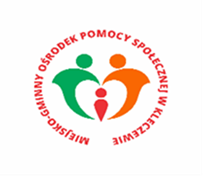 MIEJSKO-GMINNY OŚRODEK POMOCY SPOŁECZNEJ W KLECZEWIE